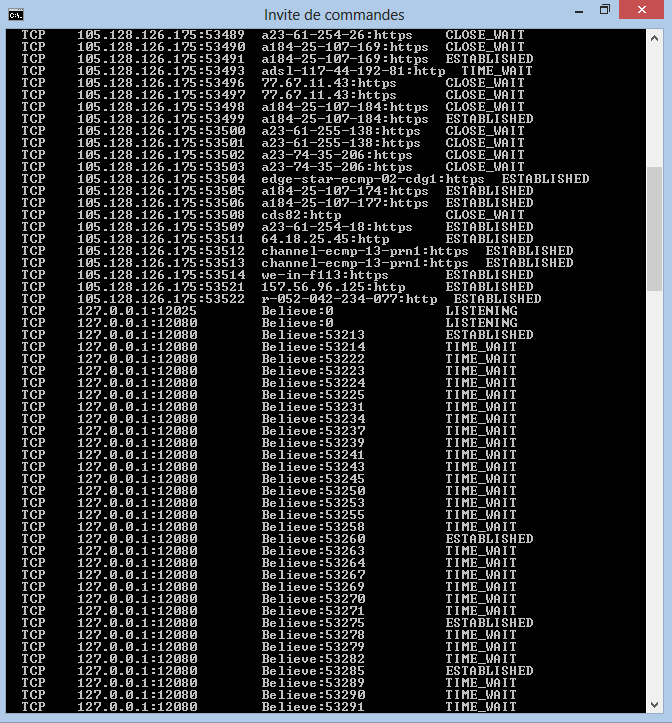 Invite de commandes
TCP 105.128.126.175:53489 a23-61-254-26:https CLOSE_WAIT
TCP 105.128.126.175:53490 a184-25-107-169:https CLOSE_WAIT
TCP 105.128.126.175:53491 a184-25-107-169:https ESTABLISHED
TCP 105.128.126.175:53493 adsl-117-44-192-81:http TIME_WAIT
TCP 105.128.126.175:53496 77.67.11.43:https CLOSE_WAIT
TCP 105.128.126.175:53497 77.67.11.43:https CLOSE_WAIT
TCP 105.128.126.175:53498 a184-25-107-184:https CLOSE_WAIT
TCP 105.128.126.175:53499 a184-25-107-184:https ESTABLISHED
TCP 105.128.126.175:53500 a23-61-255-138:https CLOSE_WAIT
TCP 105.128.126.175:53501 a23-61-255-138:https CLOSE_WAIT
TCP 105.128.126.175:53502 a23-74-35-206:https CLOSE_WAIT
TCP 105.128.126.175:53503 a23-74-35-206:https CLOSE_WAIT
TCP 105.128.126.175:53504 edge-star-ecmp-02-cdg1:https ESTABLISHED
TCP 105.128.126.175:53505 a184-25-107-174:https ESTABLISHED
TCP 105.128.126.175:53506 a184-25-107-177:https ESTABLISHED
TCP 105.128.126.175:53508 cds82:http CLOSE_WAIT
TCP 105.128.126.175:53509 a23-61-254-18:https ESTABLISHED
TCP 105.128.126.175:53511 64.18.25.45:http ESTABLISHED
TCP 105.128.126.175:53512 channel-ecmp-13-prn1:https ESTABLISHED
TCP 105.128.126.175:53513 channel-ecmp-13-prn1:https ESTABLISHED
TCP 105.128.126.175:53514 we-in-f113:https ESTABLISHED
TCP 105.128.126.175:53521 157.56.96.125:http ESTABLISHED
TCP 105.128.126.175:53522 r-052-042-234-077:http ESTABLISHED
TCP 127.0.0.1:12025 Believe:0 LISTENING
TCP 127.0.0.1:12080 Believe:0 LISTENING
TCP 127.0.0.1:12080 Believe:53213 ESTABLISHED
TCP 127.0.0.1:12080 Believe:53214 TIME_WAIT
TCP 127.0.0.1:12080 Believe:53222 TIME_WAIT
TCP 127.0.0.1:12080 Believe:53223 TIME_WAIT
TCP 127.0.0.1:12080 Believe:53224 TIME_WAIT
TCP 127.0.0.1:12080 Believe:53225 TIME_WAIT
TCP 127.0.0.1:12080 Believe:53231 TIME_WAIT
TCP 127.0.0.1:12080 Believe:53234 TIME_WAIT
TCP 127.0.0.1:12080 Believe:53237 TIME_WAIT
TCP 127.0.0.1:12080 Believe:53239 TIME_WAIT
TCP 127.0.0.1:12080 Believe:53241 TIME_WAIT
TCP 127.0.0.1:12080 Believe:53243 TIME_WAIT
TCP 127.0.0.1:12080 Believe:53245 TIME_WAIT
TCP 127.0.0.1:12080 Believe:53250 TIME_WAIT
TCP 127.0.0.1:12080 Believe:53253 TIME_WAIT
TCP 127.0.0.1:12080 Believe:53255 TIME_WAIT
TCP 127.0.0.1:12080 Believe:53258 TIME_WAIT
TCP 127.0.0.1:12080 Believe:53260 ESTABLISHED
TCP 127.0.0.1:12080 Believe:53263 TIME_WAIT
TCP 127.0.0.1:12080 Believe:53264 TIME_WAIT
TCP 127.0.0.1:12080 Believe:53267 TIME_WAIT
TCP 127.0.0.1:12080 Believe:53269 TIME_WAIT
TCP 127.0.0.1:12080 Believe:53270 TIME_WAIT
TCP 127.0.0.1:12080 Believe:53271 TIME_WAIT
TCP 127.0.0.1:12080 Believe:53275 ESTABLISHED
TCP 127.0.0.1:12080 Believe:53278 TIME_WAIT
TCP 127.0.0.1:12080 Believe:53279 TIME_WAIT
TCP 127.0.0.1:12080 Believe:53282 TIME_WAIT
TCP 127.0.0.1:12080 Believe:53285 ESTABLISHED
TCP 127.0.0.1:12080 Believe:53289 TIME_WAIT
TCP 127.0.0.1:12080 Believe:53290 TIME_WAIT
TCP 127.0.0.1:12080 Believe:53291 TIME_WAIT